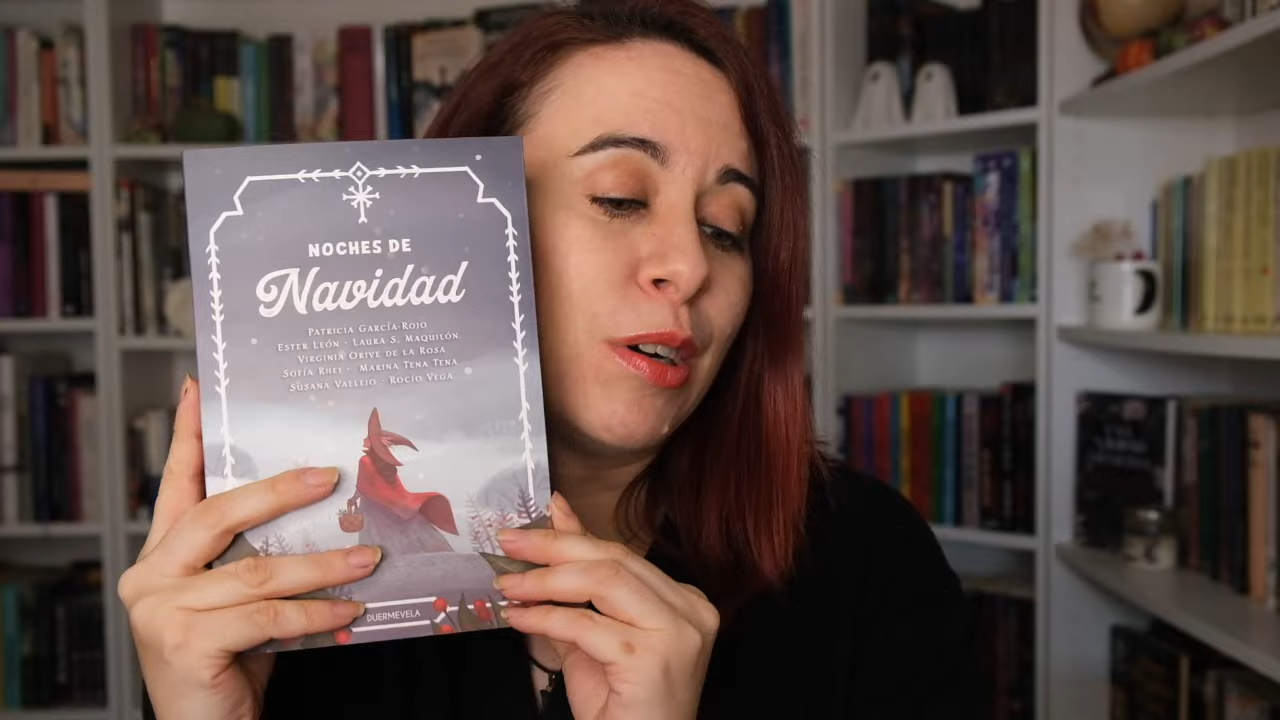 NOCHES DE
Navidad
PATRICIA GARCÍA-ROJO
ESTER LEÓN · LAURA S. MAQUILÓN
VIRGINIA ORIVE DE LA ROSA
SOFÍA RHEI · MARINA TENA TENA
SUSANA VALLEJO · ROCÍO VEGA
DUERMEVELA